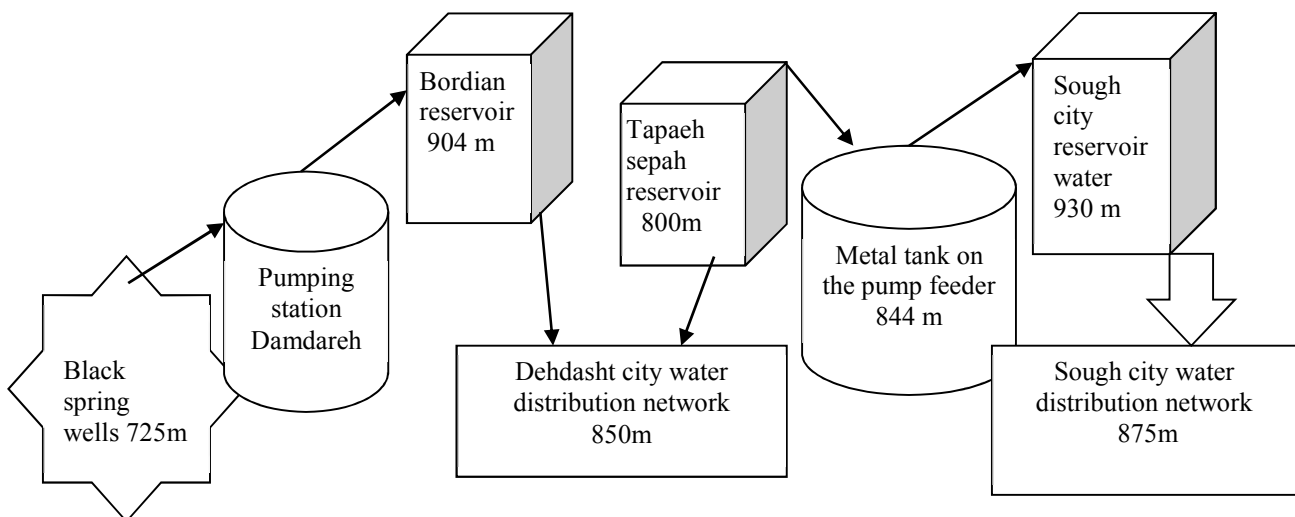 Black
spring
wells 725m
Pumping
station
Damdareh
Bordian
reservoir
904 m
Tapaeh
sepah
reservoir
800m
Dehdasht city water
distribution network
850m
Metal tank on
the pump feeder
844 m
Sough
city
reservoir
water
930 m
Sough city water
distribution network
875m